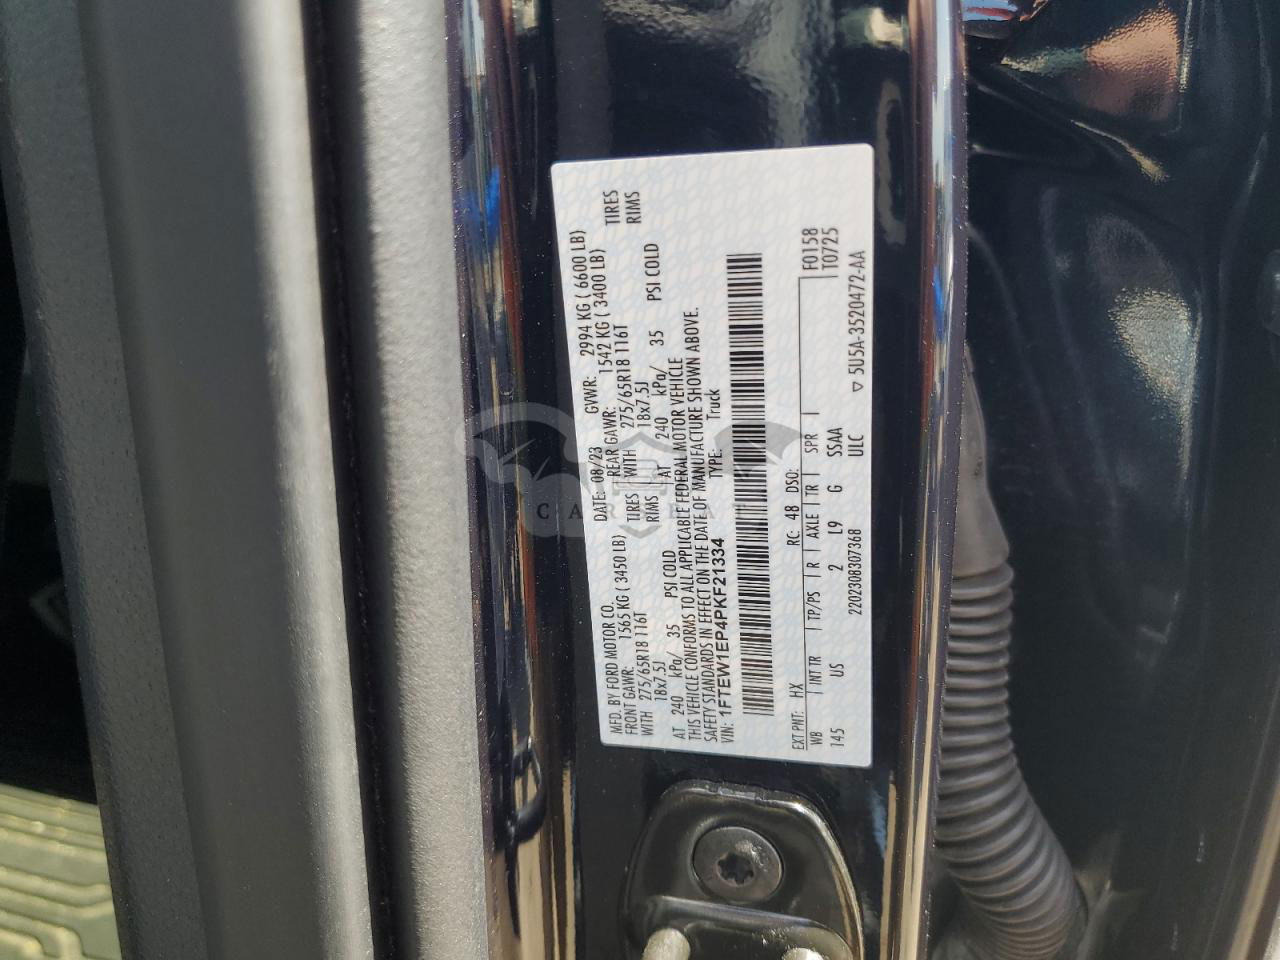 MFD. BY FORD MOTOR CO. DATE: 08/23 GVWR: 2994 KG ( 6600 LB)
FRONT GAWR: 1565 KG ( 3450 LB) REAR GAWR: 1542 KG ( 3400 LB)
WITH 275/65R18 116T TIRES WITH 275/65R18 116T TIRES
18x7.5J RIMS 18x7.5J RIMS
AT 240 kPa/ 35 PSI COLD AT 240 kPa/ 35 PSI COLD
THIS VEHICLE CONFORMS TO ALL APPLICABLE FEDERAL MOTOR VEHICLE
SAFETY STANDARDS IN EFFECT ON THE DATE OF MANUFACTURE SHOWN ABOVE.
VIN: 1FTEW1EP4PKF21334 TYPE: Truck
EXT PNT: HX RC: 48 DSO: F0158
WB INT TR TP/PS R AXLE TR SPR T0725
145 US 2 L9 G SSAA
2202308307368 ULC ▽ 5U5A-3520472-AA